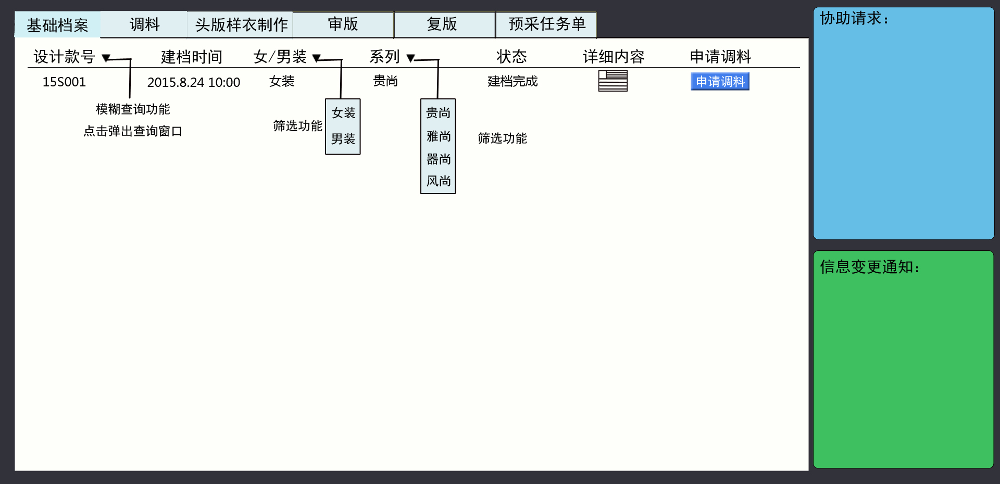 基础档案 调料 头版样衣制作 审版 复版 预采任务单
设计款号 ▼ 建档时间 女/男装 ▼ 系列 ▼ 状态 详细内容 申请调料
15S001 2015.8.24 10:00 女装 贵尚 建档完成 申请调料
模糊查询功能
点击弹出查询窗口
筛选功能
女装
男装
贵尚
雅尚
器尚
风尚
筛选功能
协助请求：
信息变更通知：